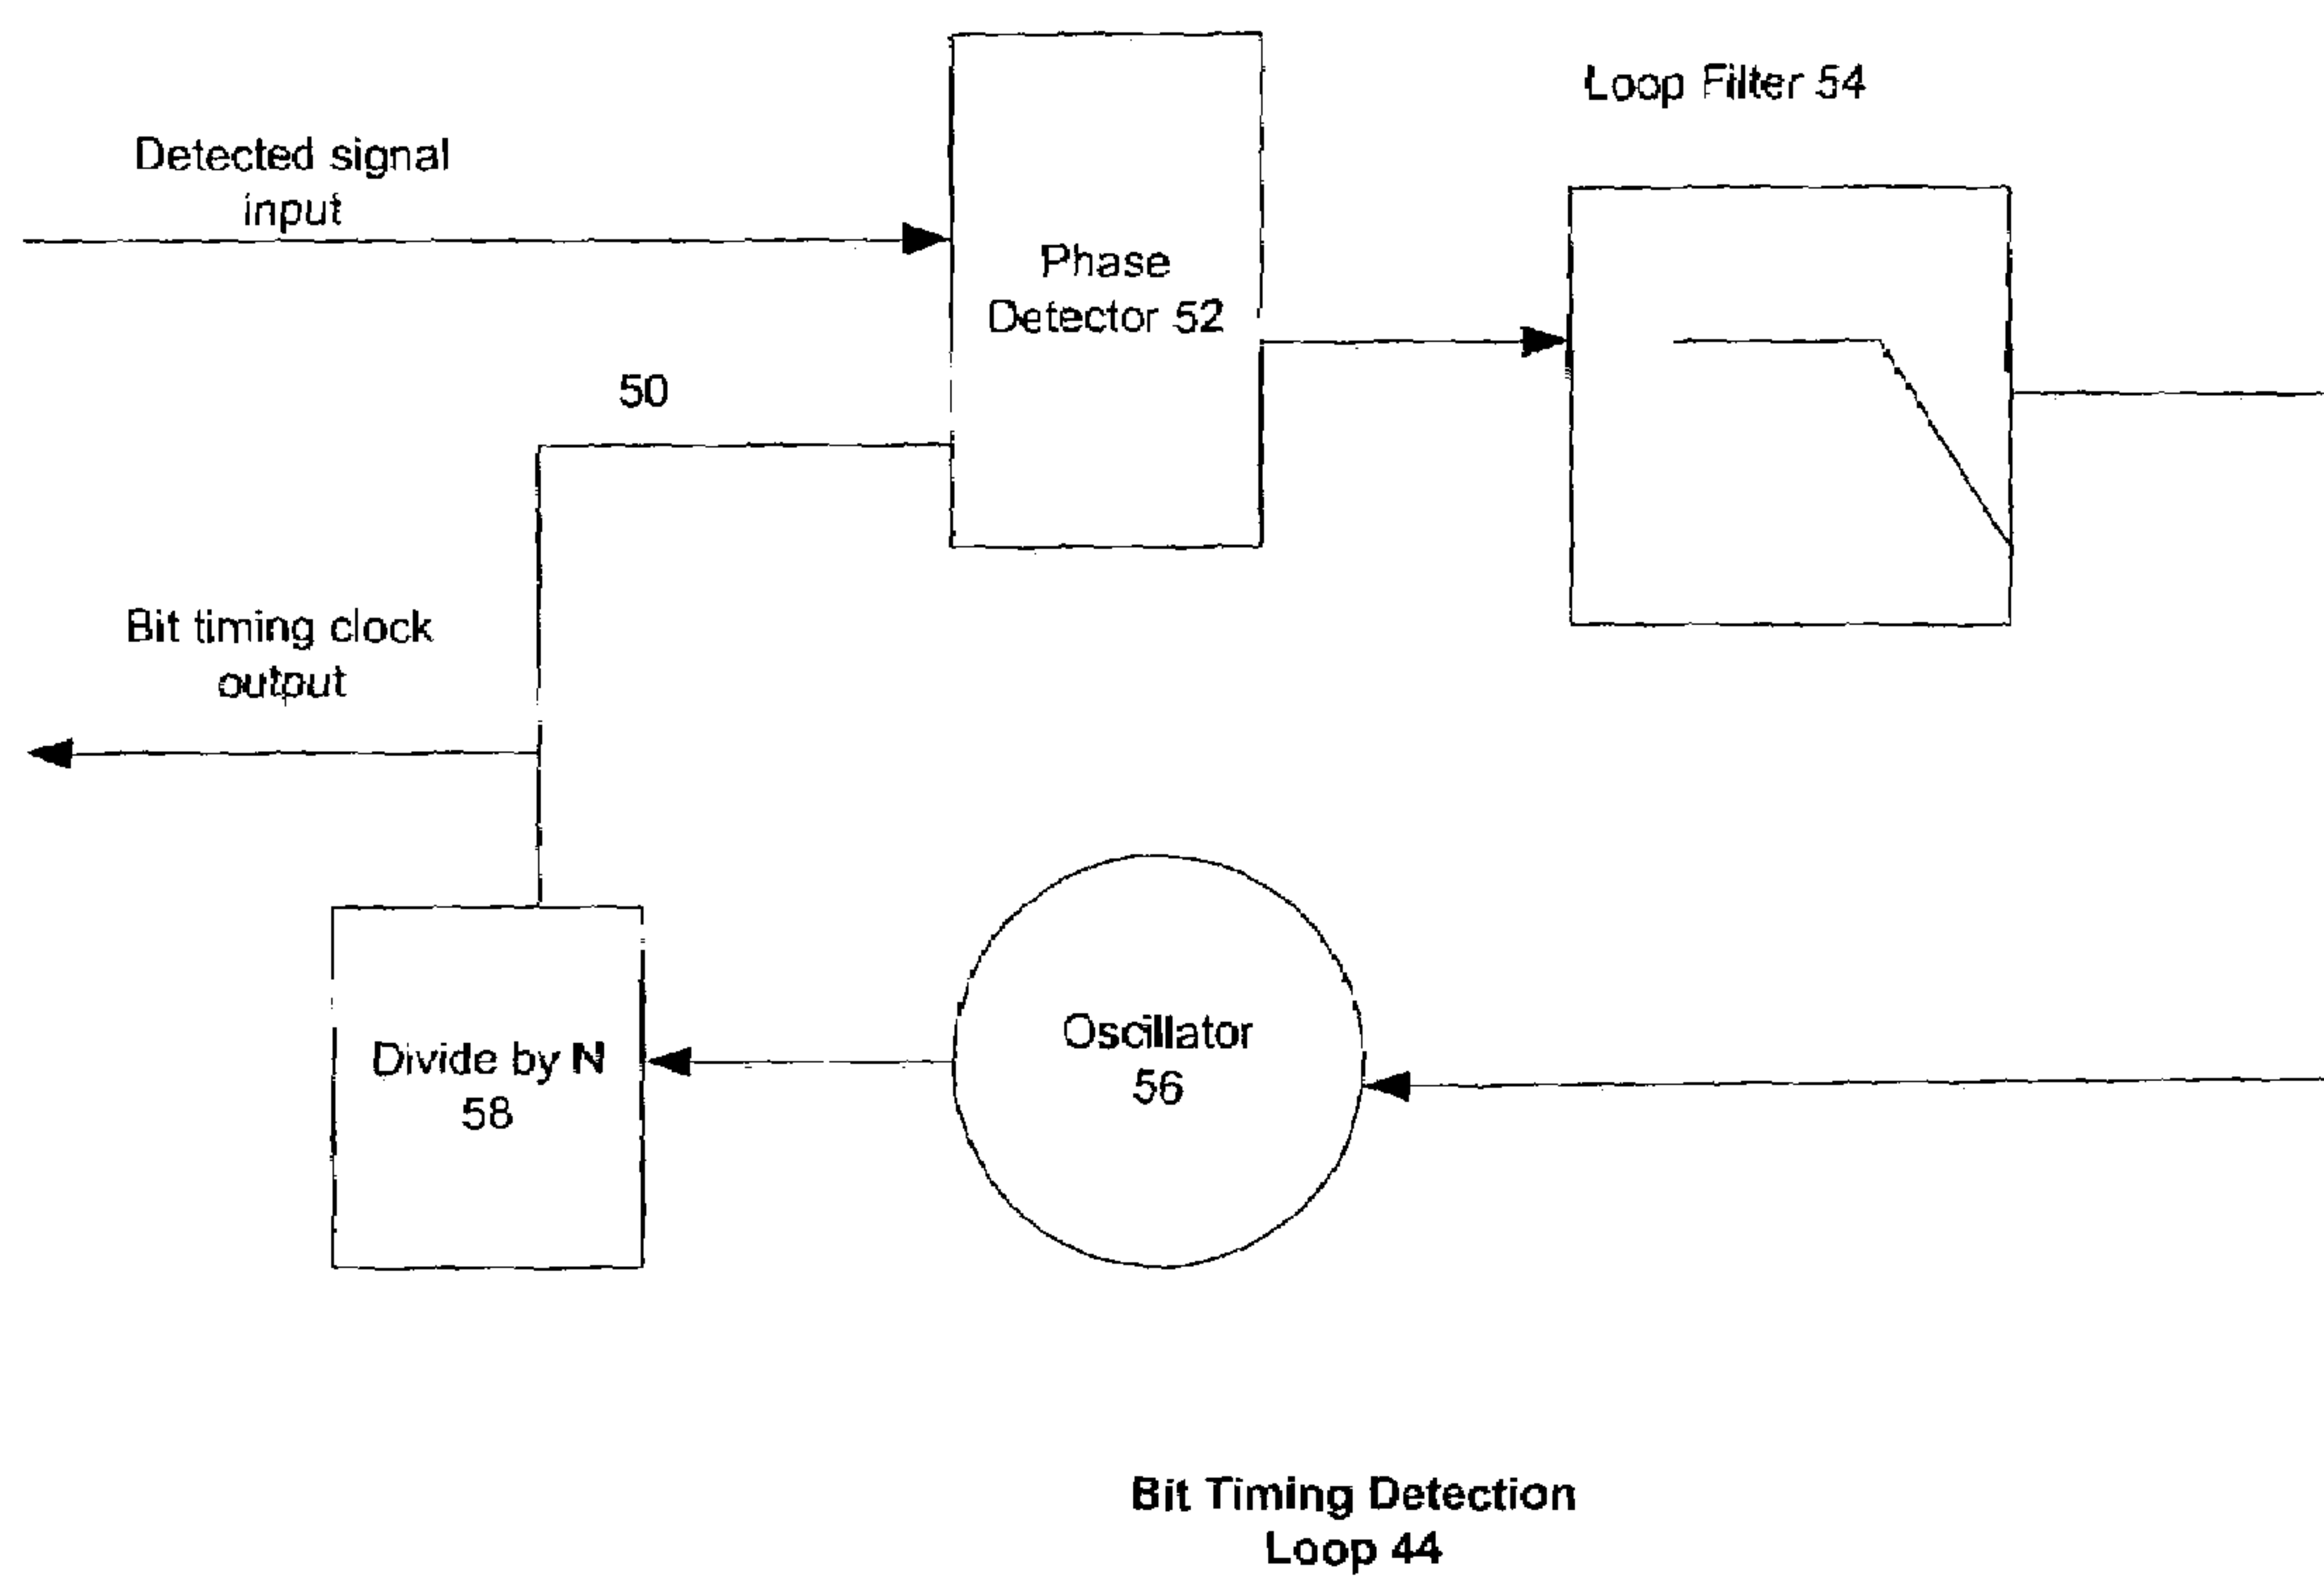 Loop Filter 54
Detected signal
input
Phase
Detector 52
50
Bit timing clock
output
Oscillator
56
Divide by N
58
Bit Timing Detection
Loop 44